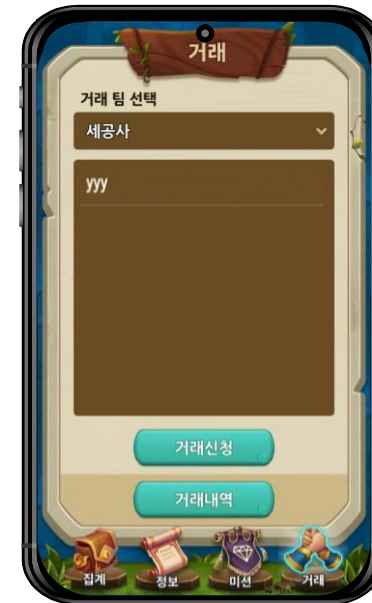 거래
거래 팀 선택
세공사
yyy
거래신청
거래내역
집계
정보
미션
거래